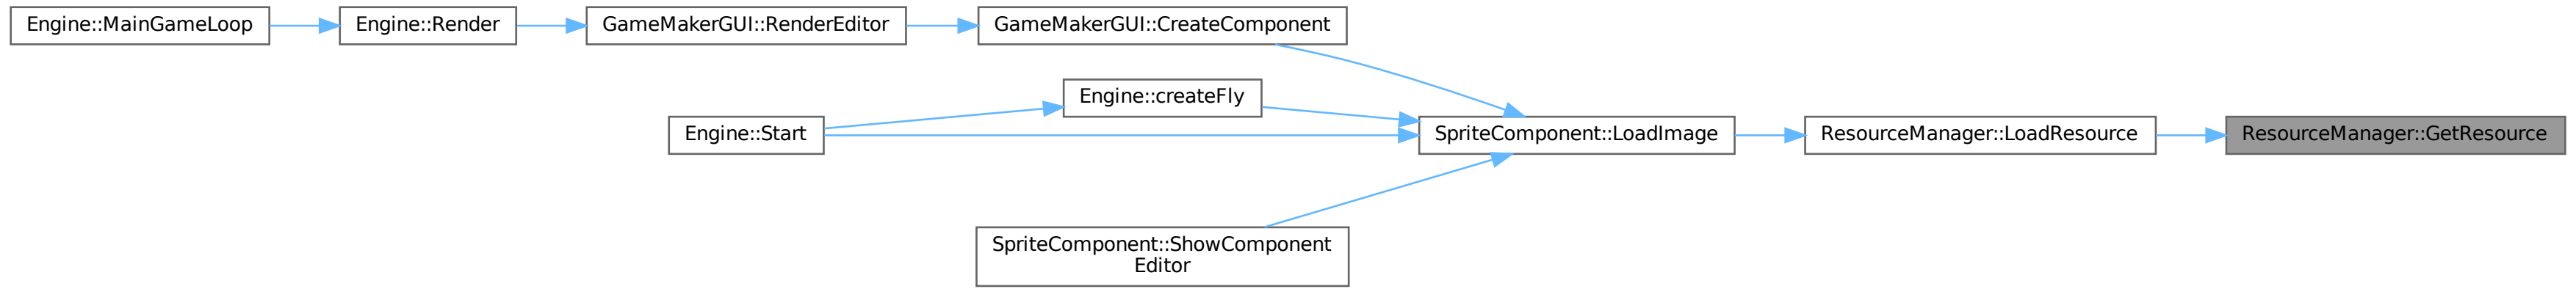 Engine::MainGameLoop
Engine::Render
GameMakerGUI::RenderEditor
GameMakerGUI::CreateComponent
Engine::createFly
Engine::Start
SpriteComponent::LoadImage
ResourceManager::LoadResource
ResourceManager::GetResource
SpriteComponent::ShowComponent
Editor